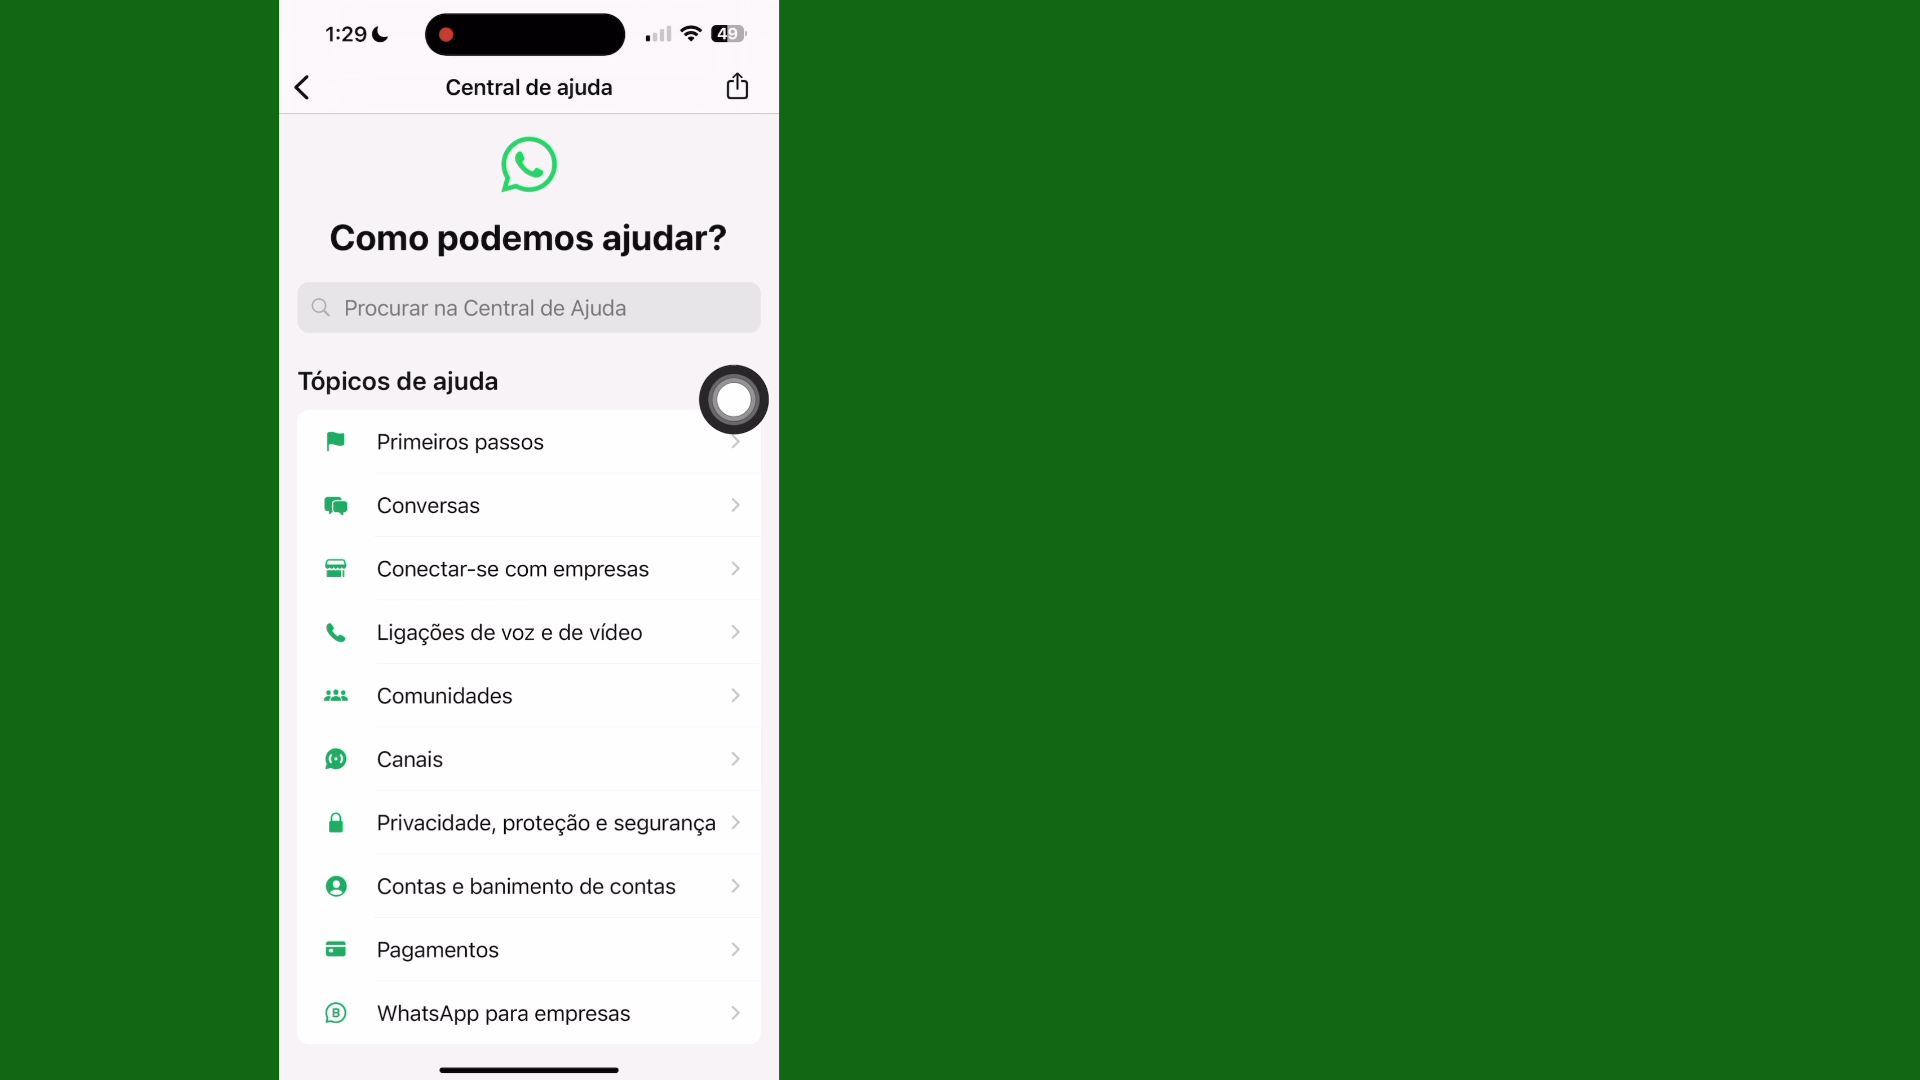 1:29
49
Central de ajuda
Como podemos ajudar?
Procurar na Central de Ajuda
Tópicos de ajuda
Primeiros passos
Conversas
Conectar-se com empresas
Ligações de voz e de vídeo
Comunidades
Canais
Privacidade, proteção e segurança
Contas e banimento de contas
Pagamentos
WhatsApp para empresas